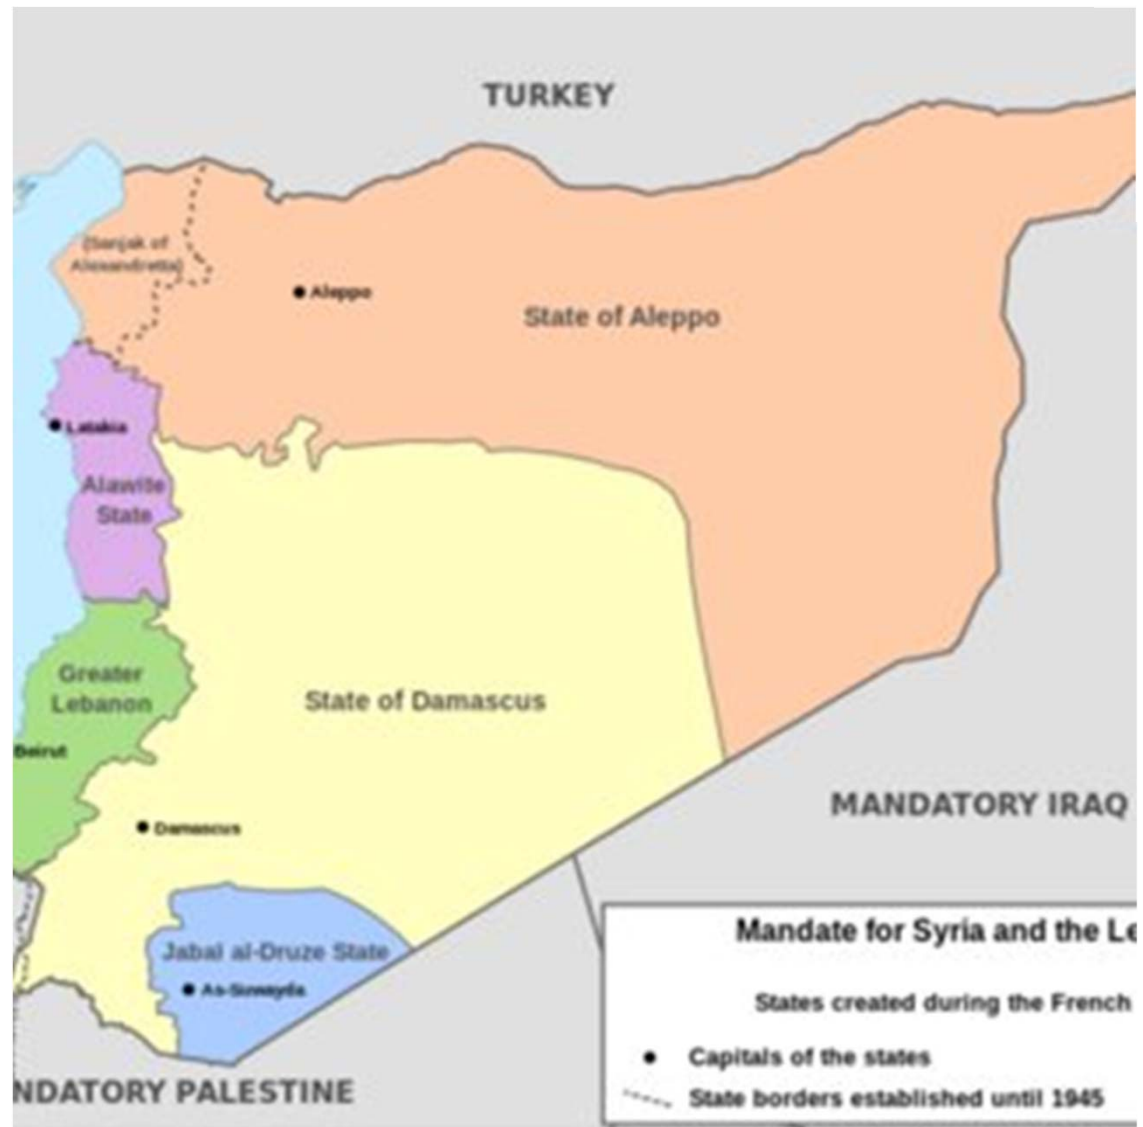 TURKEY
(Sanjak of
Alexandretta)
Aleppo
State of Aleppo
Latakia
Alawite
State
Greater
Lebanon
State of Damascus
Beirut
MANDATORY IRAQ
Damascus
Mandate for Syria and the Le
Jabal al-Druze State
As-Suwayda
States created during the French
Capitals of the states
NDATORY PALESTINE
State borders established until 1945